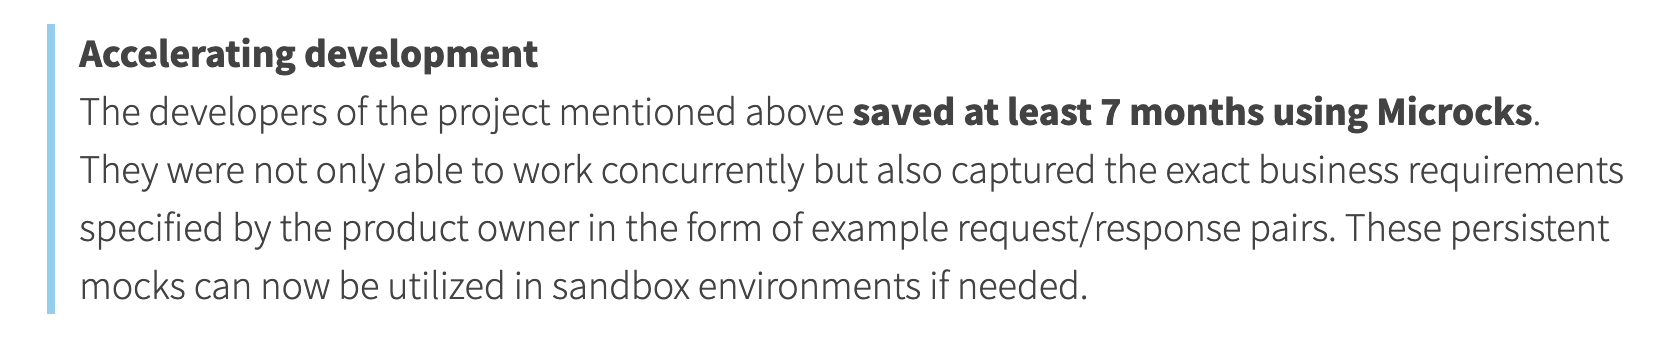 Accelerating development
The developers of the project mentioned above saved at least 7 months using Microcks.
They were not only able to work concurrently but also captured the exact business requirements
specified by the product owner in the form of example request/response pairs. These persistent
mocks can now be utilized in sandbox environments if needed.